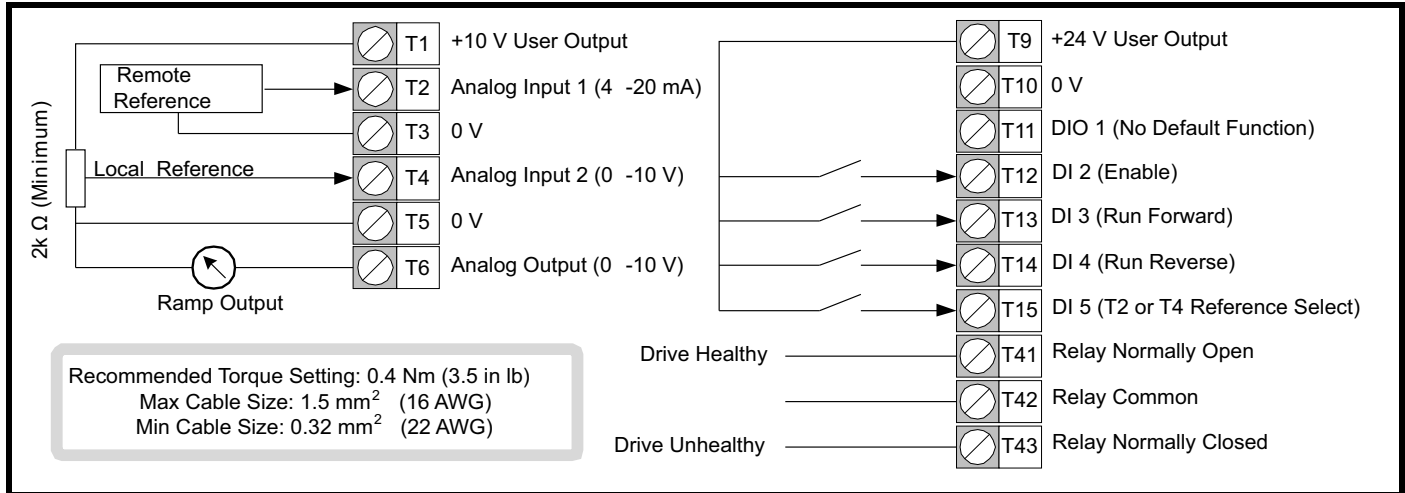 T1 +10 V User Output
Remote
Reference
T2 Analog Input 1 (4 -20 mA)
T3 0 V
2k Ω (Minimum)
Local Reference
T4 Analog Input 2 (0 -10 V)
T5 0 V
T6 Analog Output (0 -10 V)
Ramp Output
Recommended Torque Setting: 0.4 Nm (3.5 in lb)
Max Cable Size: 1.5 mm² (16 AWG)
Min Cable Size: 0.32 mm² (22 AWG)
T9 +24 V User Output
T10 0 V
T11 DIO 1 (No Default Function)
T12 DI 2 (Enable)
T13 DI 3 (Run Forward)
T14 DI 4 (Run Reverse)
T15 DI 5 (T2 or T4 Reference Select)
Drive Healthy T41 Relay Normally Open
T42 Relay Common
Drive Unhealthy T43 Relay Normally Closed